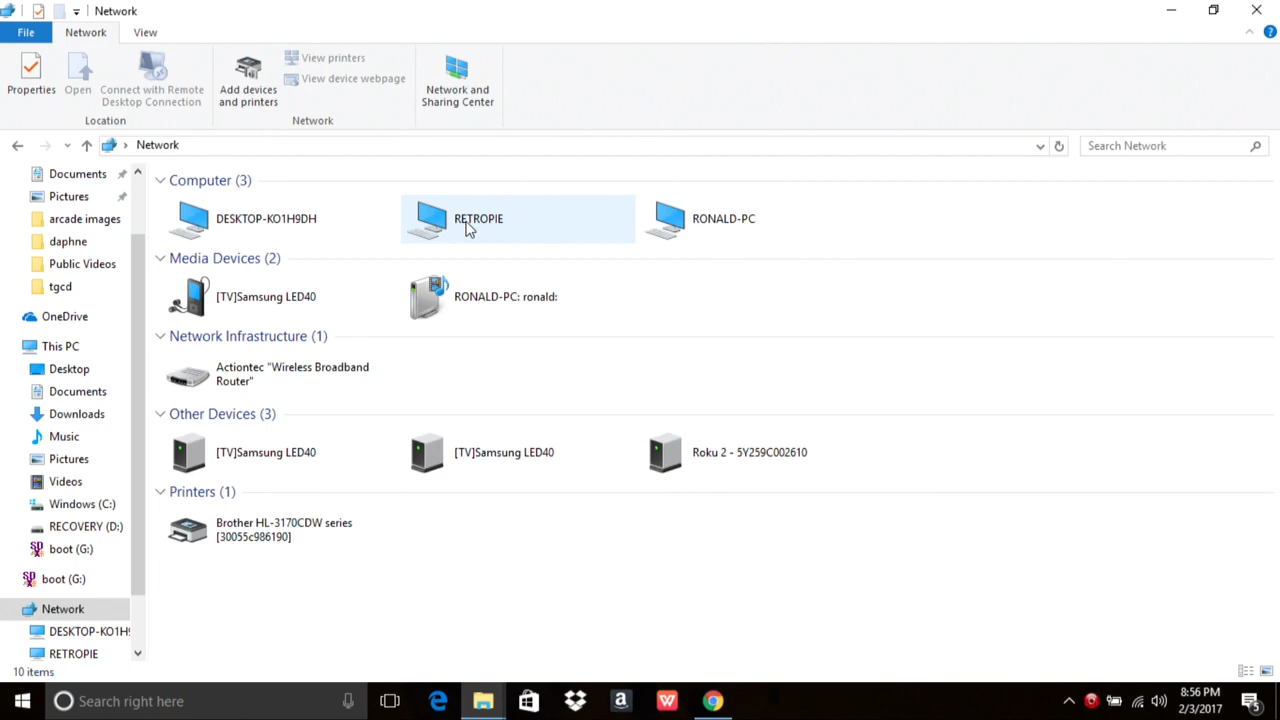 Network
File
Network
View
Properties
Open
Connect with Remote
Desktop Connection
Location
Add devices
and printers
View printers
View device webpage
Network
Network and
Sharing Center
Network
Search Network
Documents
Pictures
arcade images
daphne
Public Videos
tgcd
OneDrive
This PC
Desktop
Documents
Downloads
Music
Pictures
Videos
Windows (C:)
RECOVERY (D:)
boot (G:)
boot (G:)
Network
DESKTOP-KO1H9
RETROPIE
Computer (3)
DESKTOP-KO1H9DH
RETROPIE
RONALD-PC
Media Devices (2)
[TV]Samsung LED40
RONALD-PC: ronald:
Network Infrastructure (1)
Actiontec "Wireless Broadband
Router"
Other Devices (3)
[TV]Samsung LED40
[TV]Samsung LED40
Roku 2 - 5Y259C002610
Printers (1)
Brother HL-3170CDW series
[30055c986190]
10 items
Search right here
8:56 PM
2/3/2017
5